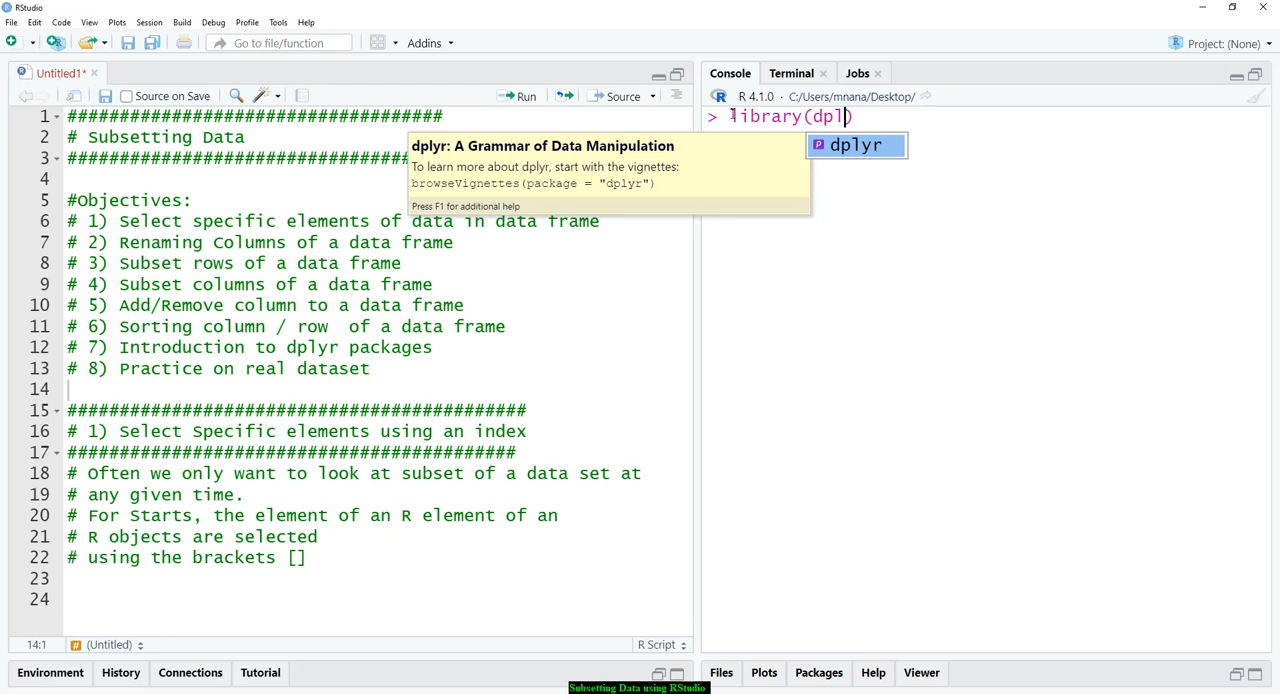 RStudio
File Edit Code View Plots Session Build Debug Profile Tools Help
Go to file/function Addins Project: (None)
Untitled1*
Source on Save Run Source
1 ####################################
2 # Subsetting Data
3 #################################
4
5 #Objectives:
6 # 1) Select specific elements of data in data frame
7 # 2) Renaming Columns of a data frame
8 # 3) Subset rows of a data frame
9 # 4) Subset columns of a data frame
10 # 5) Add/Remove column to a data frame
11 # 6) Sorting column / row  of a data frame
12 # 7) Introduction to dplyr packages
13 # 8) Practice on real dataset
14
15 ############################################
16 # 1) Select Specific elements using an index
17 ###########################################
18 # Often we only want to look at subset of a data set at
19 # any given time.
20 # For Starts, the element of an R element of an
21 # R objects are selected
22 # using the brackets []
23
24
dplyr: A Grammar of Data Manipulation
To learn more about dplyr, start with the vignettes:
browseVignettes(package = "dplyr")
Press F1 for additional help
14:1 # (Untitled) R Script
Environment History Connections Tutorial
Console Terminal Jobs
R 4.1.0 · C:/Users/mnana/Desktop/
> library(dpl)
dplyr
Files Plots Packages Help Viewer
Subsetting Data using RStudio